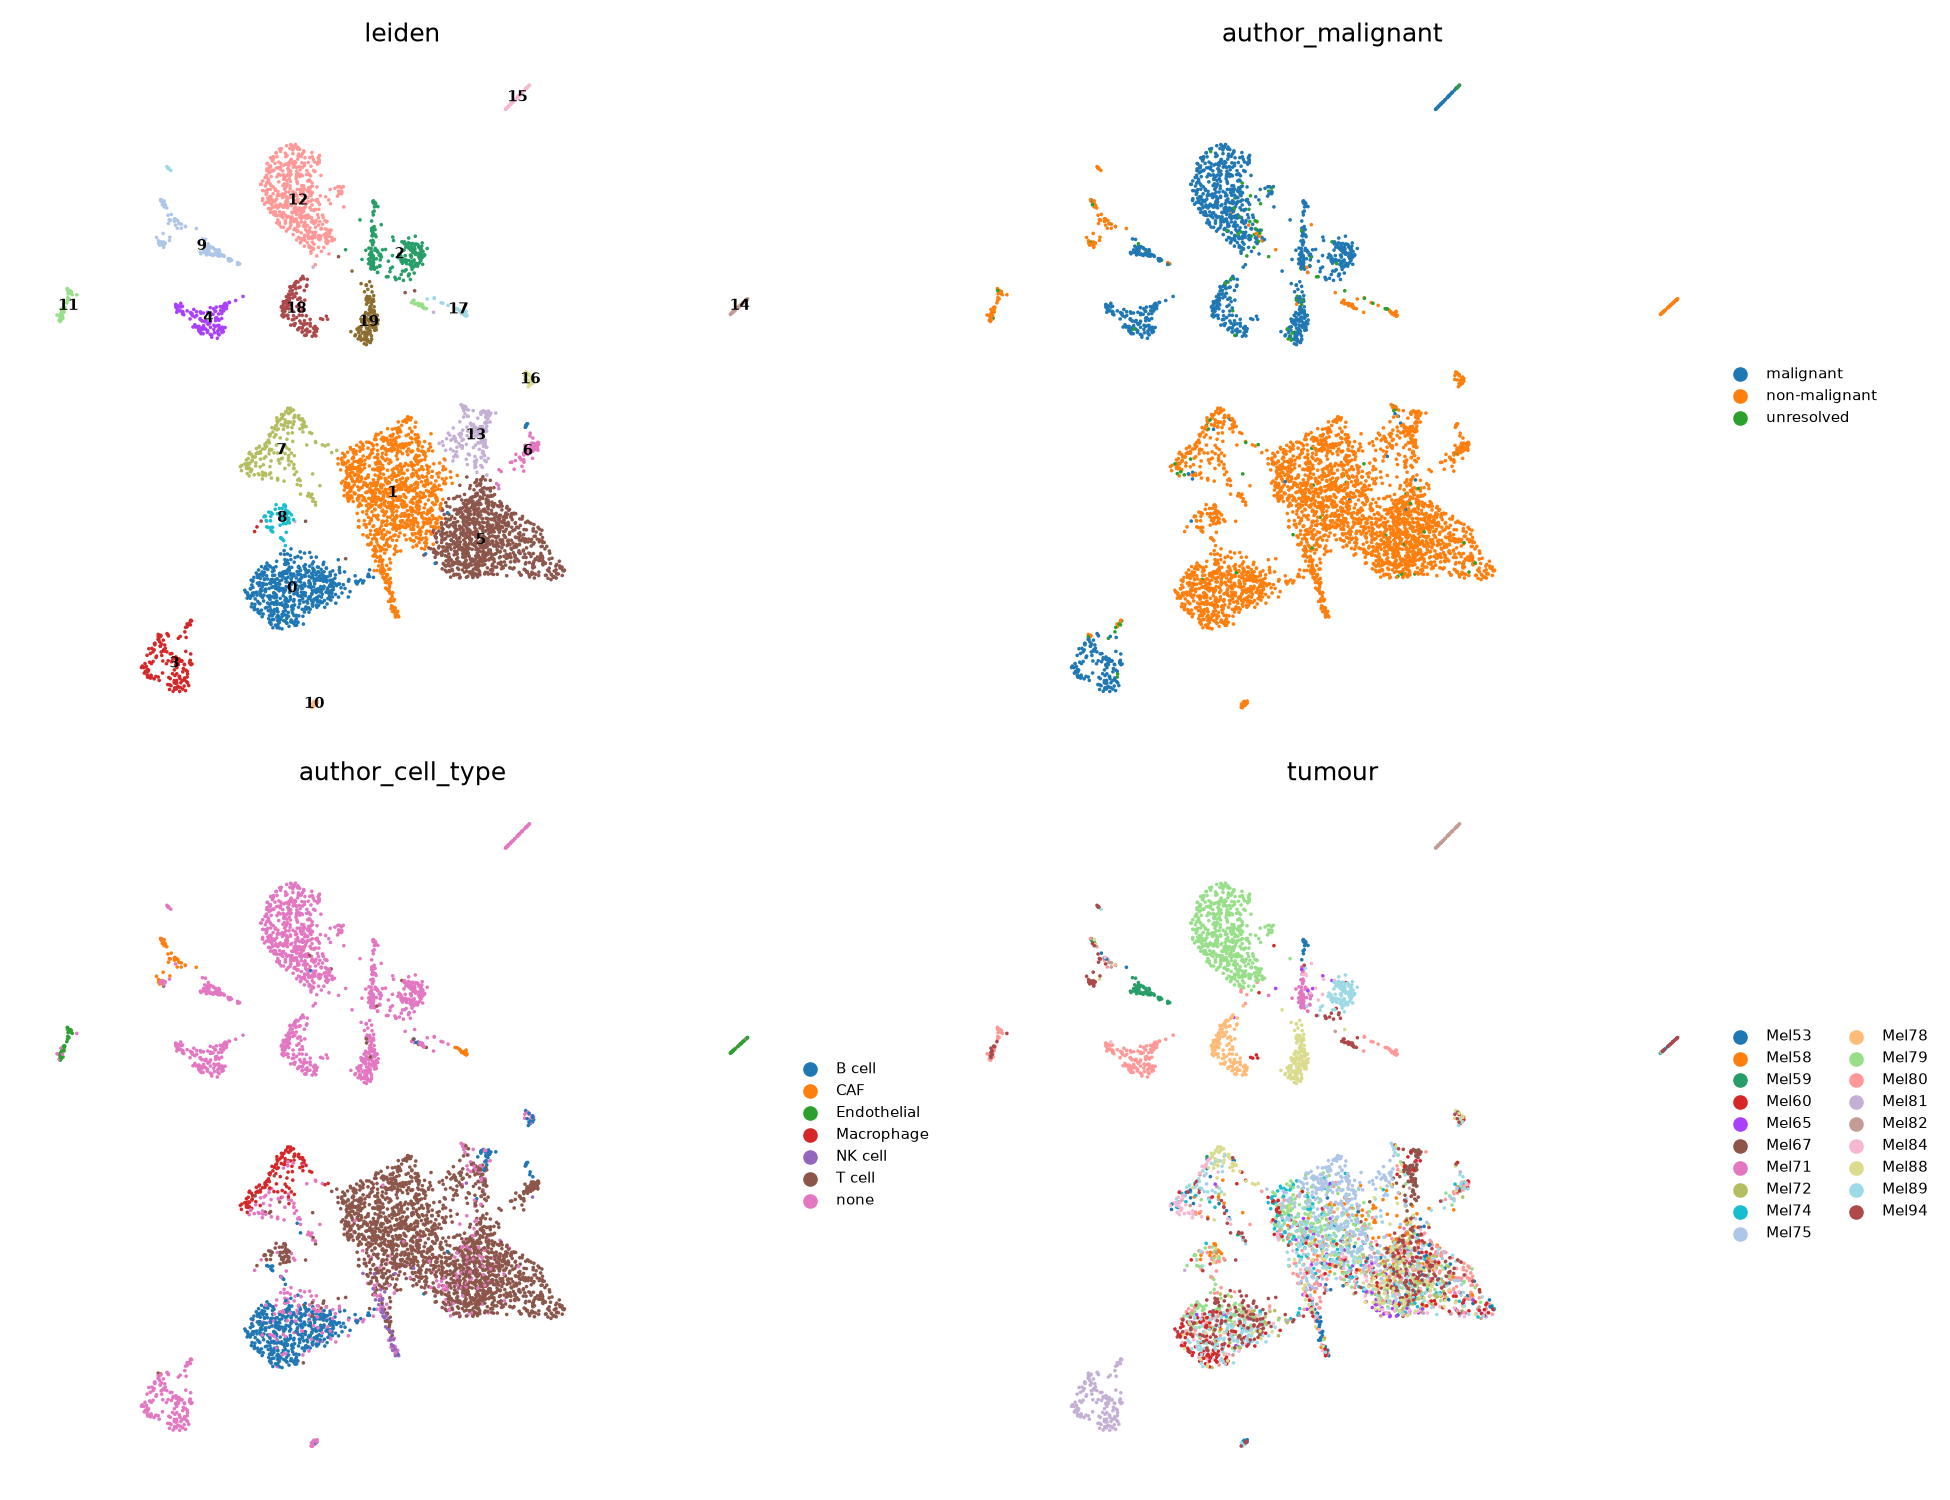 leiden
author_malignant
15
12
9
2
11
4
18
19
17
14
16
7
13
6
1
8
5
0
3
10
malignant
non-malignant
unresolved
author_cell_type
tumour
B cell
CAF
Endothelial
Macrophage
NK cell
T cell
none
Mel53
Mel58
Mel59
Mel60
Mel65
Mel67
Mel71
Mel72
Mel74
Mel75
Mel78
Mel79
Mel80
Mel81
Mel82
Mel84
Mel88
Mel89
Mel94